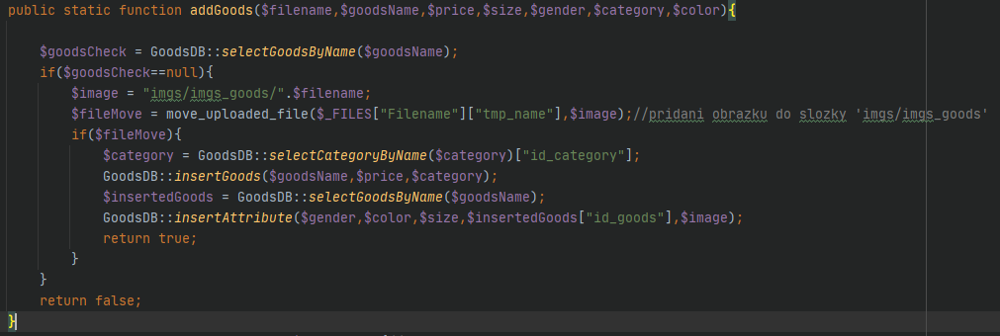 public static function addGoods($filename,$goodsName,$price,$size,$gender,$category,$color){
$goodsCheck = GoodsDB::selectGoodsByName($goodsName);
if($goodsCheck==null){
$image = "imgs/imgs_goods/".$filename;
$fileMove = move_uploaded_file($_FILES["Filename"]["tmp_name"],$image);//pridani obrazku do slozky 'imgs/imgs_goods'
if($fileMove){
$category = GoodsDB::selectCategoryByName($category)["id_category"];
GoodsDB::insertGoods($goodsName,$price,$category);
$insertedGoods = GoodsDB::selectGoodsByName($goodsName);
GoodsDB::insertAttribute($gender,$color,$size,$insertedGoods["id_goods"],$image);
return true;
}
}
return false;
}